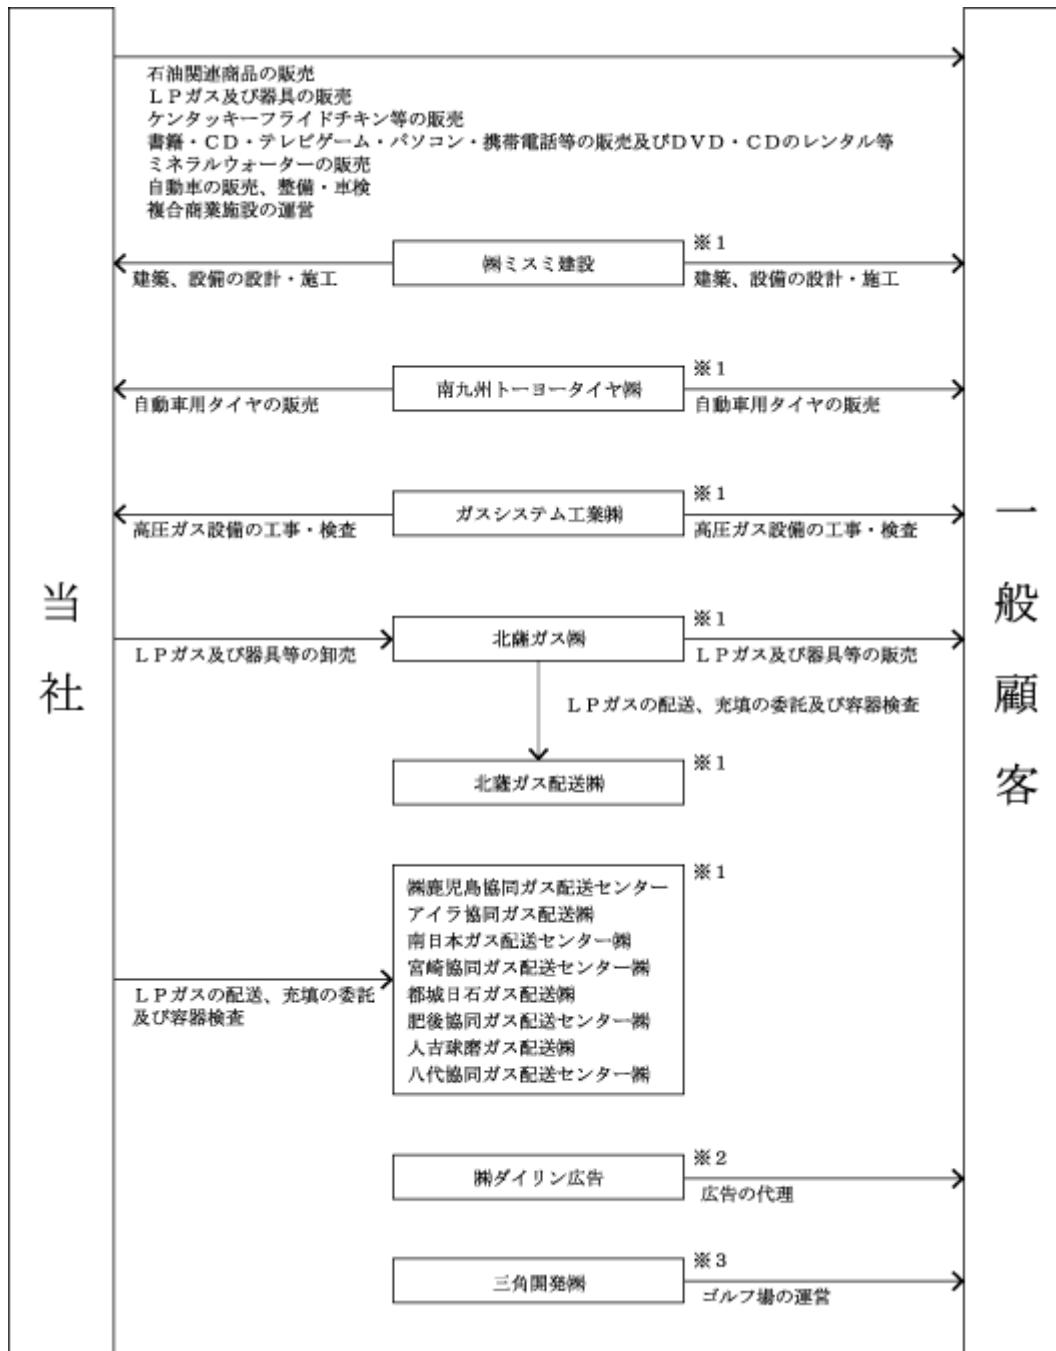 石油関連商品の販売
ＬＰガス及び器具の販売
ケンタッキーフライドチキン等の販売
書籍・ＣＤ・テレビゲーム・パソコン・携帯電話等の販売及びＤＶＤ・ＣＤのレンタル等
ミネラルウォーターの販売
自動車の販売、整備・車検
複合商業施設の運営
㈱ミスミ建設
※１
建築、設備の設計・施工
建築、設備の設計・施工
南九州トーヨータイヤ㈱
※１
自動車用タイヤの販売
自動車用タイヤの販売
ガスシステム工業㈱
※１
高圧ガス設備の工事・検査
高圧ガス設備の工事・検査
当社
一般顧客
北薩ガス㈱
※１
ＬＰガス及び器具等の卸売
ＬＰガス及び器具等の販売
ＬＰガスの配送、充填の委託及び容器検査
北薩ガス配送㈱
※１
㈱鹿児島協同ガス配送センター
アイラ協同ガス配送㈱
南日本ガス配送センター㈱
宮崎協同ガス配送センター㈱
都城日石ガス配送㈱
肥後協同ガス配送センター㈱
人吉球磨ガス配送㈱
八代協同ガス配送センター㈱
※１
ＬＰガスの配送、充填の委託
及び容器検査
㈱ダイリン広告
※２
広告の代理
三角開発㈱
※３
ゴルフ場の運営